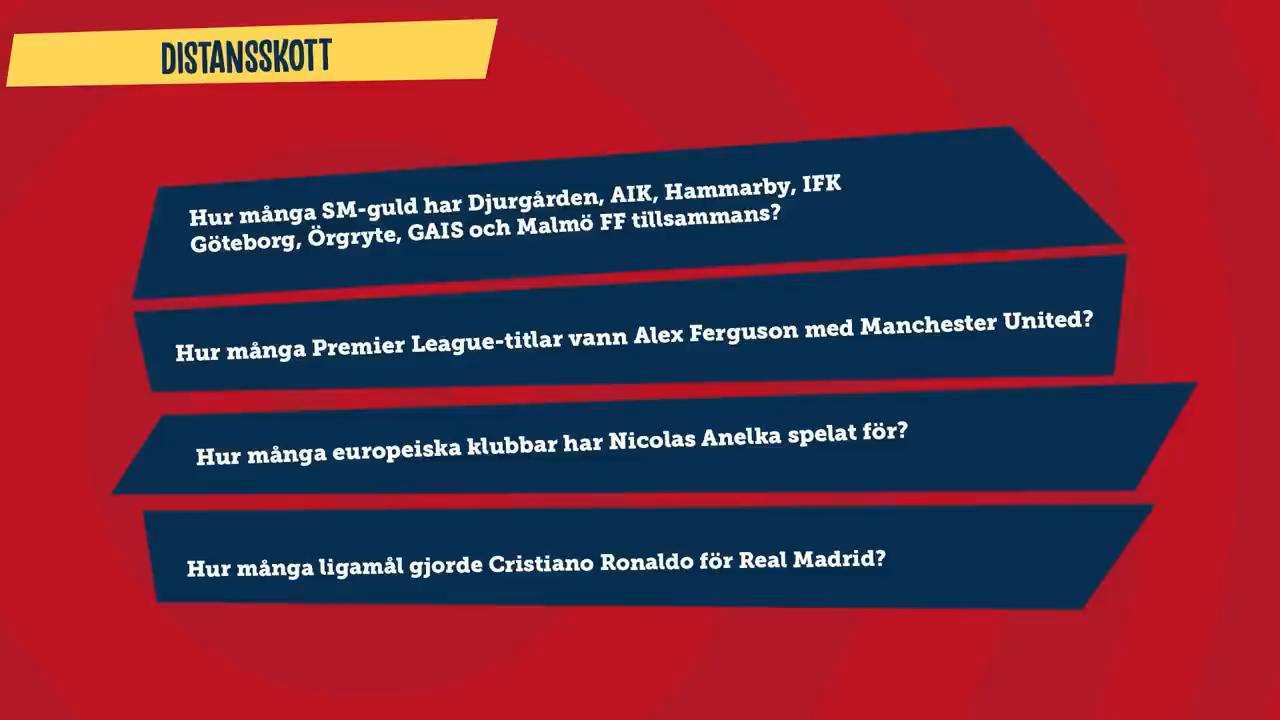 DISTANSSKOTT
Hur många SM-guld har Djurgården, AIK, Hammarby, IFK
Göteborg, Örgryte, GAIS och Malmö FF tillsammans?
Hur många Premier League-titlar vann Alex Ferguson med Manchester United?
Hur många europeiska klubbar har Nicolas Anelka spelat för?
Hur många ligamål gjorde Cristiano Ronaldo för Real Madrid?